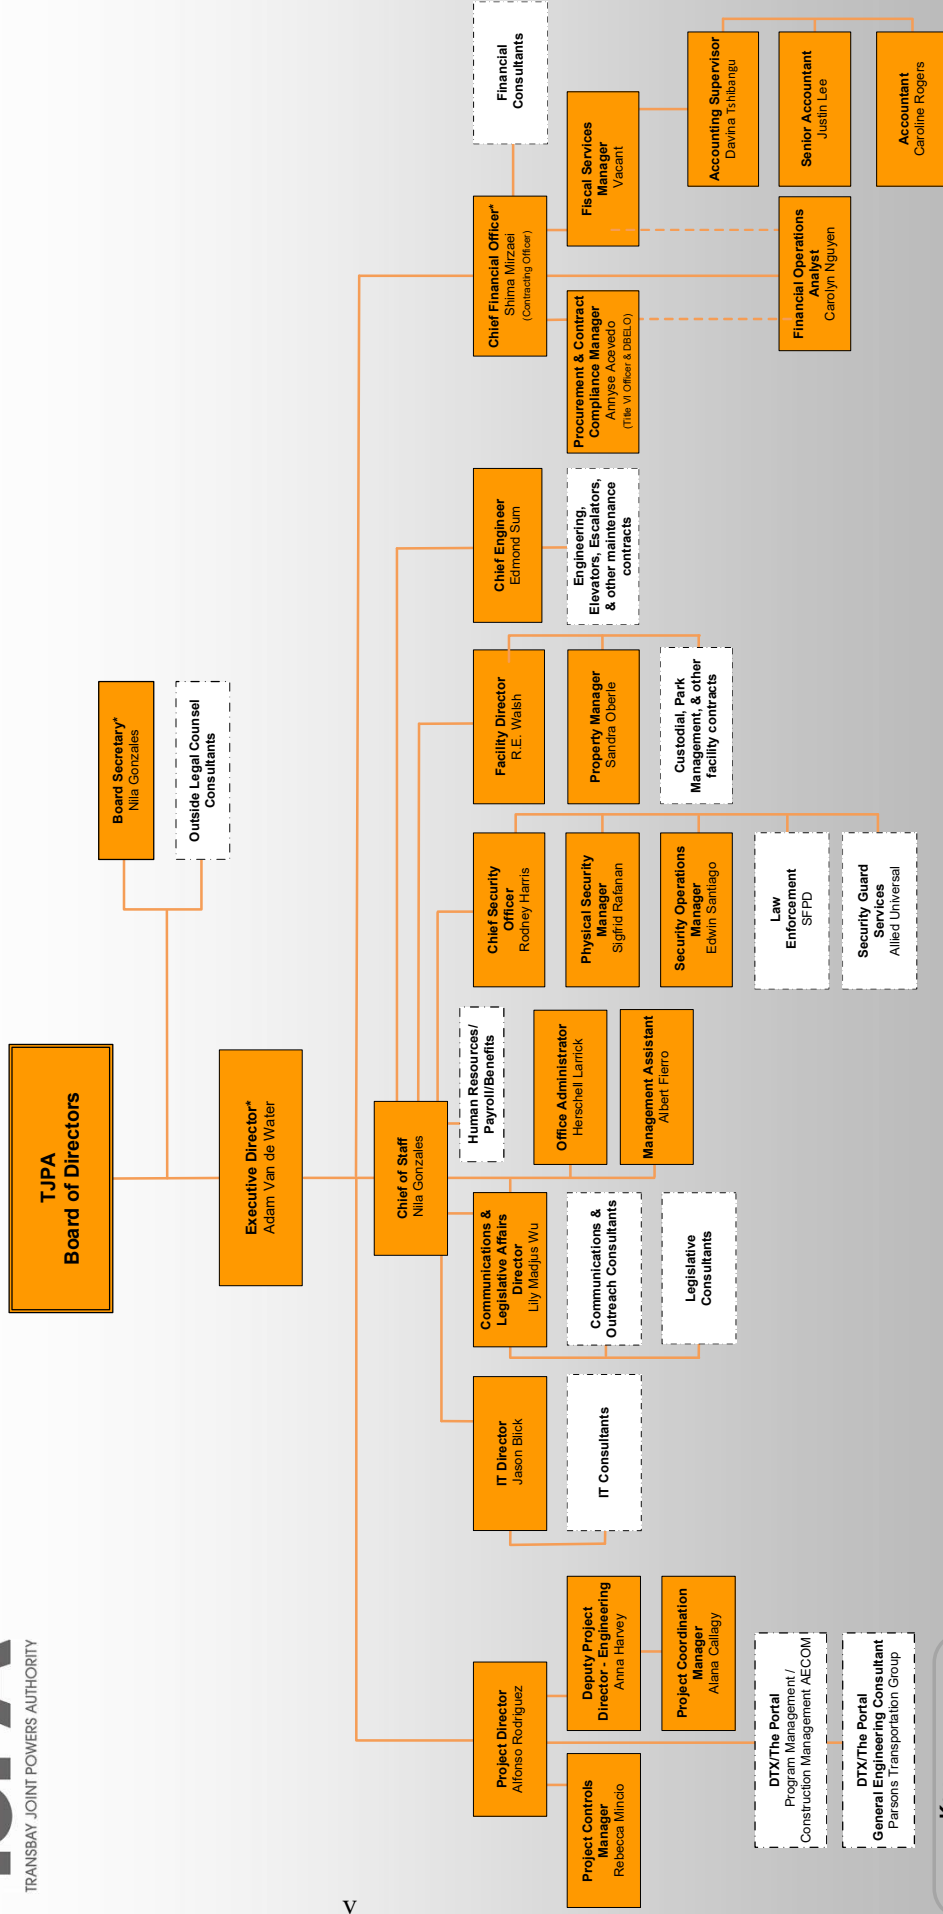 TRANSBAY JOINT POWERS AUTHORITY
TJPA
Board of Directors
Board Secretary*
Nila Gonzales
Outside Legal Counsel
Consultants
Executive Director*
Adam Van de Water
Chief of Staff
Nila Gonzales
Project Director
Alfonso Rodriguez
Project Controls
Manager
Rebecca Mincio
Deputy Project
Director - Engineering
Anna Harvey
Project Coordination
Manager
Alana Callagy
DTX/The Portal
Program Management /
Construction Management AECOM
DTX/The Portal
General Engineering Consultant
Parsons Transportation Group
IT Director
Jason Blick
IT Consultants
Communications &
Legislative Affairs
Director
Lily Madjus Wu
Communications &
Outreach Consultants
Legislative
Consultants
Human Resources/
Payroll/Benefits
Office Administrator
Herschell Larrick
Management Assistant
Albert Fierro
Chief Security
Officer
Rodney Harris
Physical Security
Manager
Sigfrid Rafanan
Security Operations
Manager
Edwin Santiago
Law
Enforcement
SFPD
Security Guard
Services
Allied Universal
Facility Director
R.E. Walsh
Property Manager
Sandra Oberle
Custodial, Park
Management, & other
facility contracts
Chief Engineer
Edmond Sum
Engineering,
Elevators, Escalators,
& other maintenance
contracts
Chief Financial Officer*
Shima Mirzaei
(Contracting Officer)
Financial
Consultants
Procurement & Contract
Compliance Manager
Annyse Acevedo
(Title VI Officer & DBELO)
Fiscal Services
Manager
Vacant
Financial Operations
Analyst
Carolyn Nguyen
Accounting Supervisor
Davina Tshibangu
Senior Accountant
Justin Lee
Accountant
Caroline Rogers
v